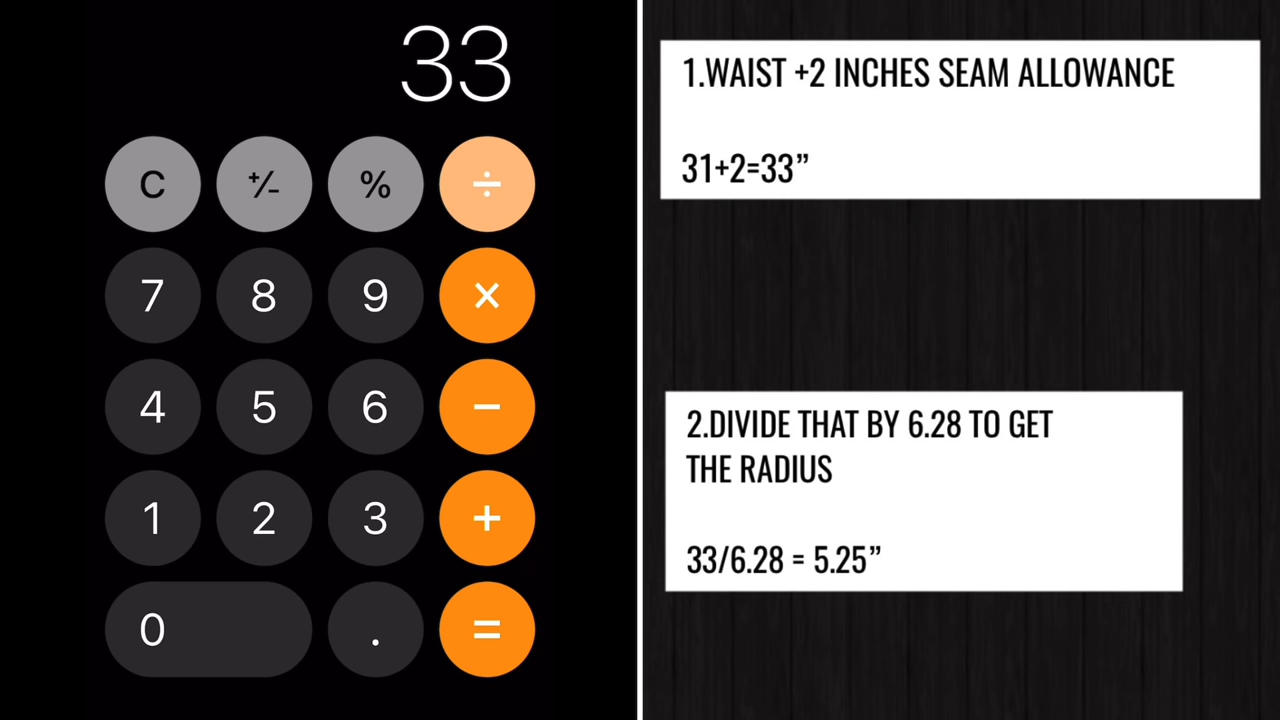 33
C +/- % ÷
7 8 9 ×
4 5 6 −
1 2 3 +
0 . =
1.WAIST +2 INCHES SEAM ALLOWANCE
31+2=33”
2.DIVIDE THAT BY 6.28 TO GET
THE RADIUS
33/6.28 = 5.25”